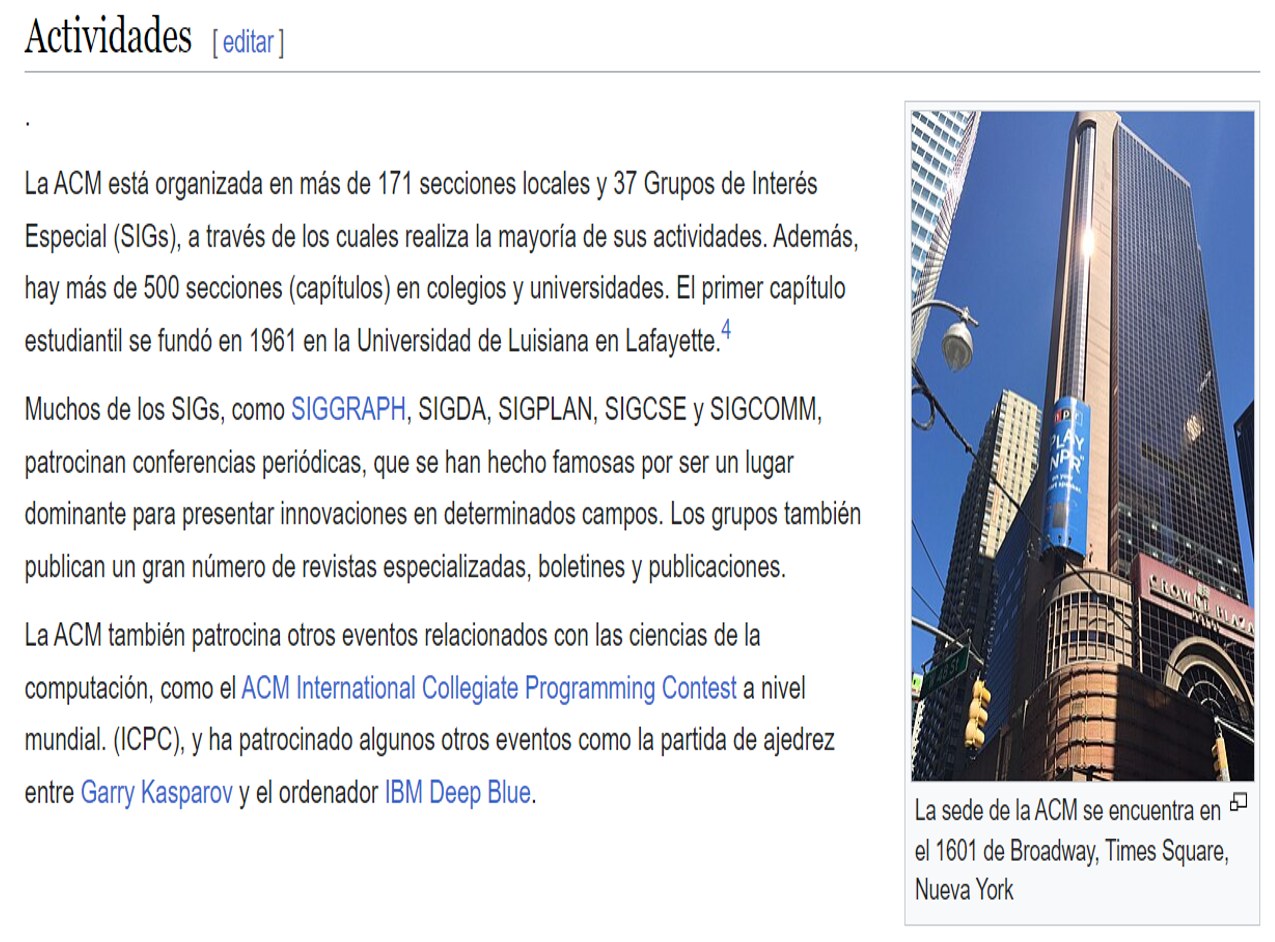 Actividades [ editar ]
.
La ACM está organizada en más de 171 secciones locales y 37 Grupos de Interés
Especial (SIGs), a través de los cuales realiza la mayoría de sus actividades. Además,
hay más de 500 secciones (capítulos) en colegios y universidades. El primer capítulo
estudiantil se fundó en 1961 en la Universidad de Luisiana en Lafayette.4
Muchos de los SIGs, como SIGGRAPH, SIGDA, SIGPLAN, SIGCSE y SIGCOMM,
patrocinan conferencias periódicas, que se han hecho famosas por ser un lugar
dominante para presentar innovaciones en determinados campos. Los grupos también
publican un gran número de revistas especializadas, boletines y publicaciones.
La ACM también patrocina otros eventos relacionados con las ciencias de la
computación, como el ACM International Collegiate Programming Contest a nivel
mundial. (ICPC), y ha patrocinado algunos otros eventos como la partida de ajedrez
entre Garry Kasparov y el ordenador IBM Deep Blue.
PLAY
NPR
CROWNE PLAZA
La sede de la ACM se encuentra en
el 1601 de Broadway, Times Square,
Nueva York